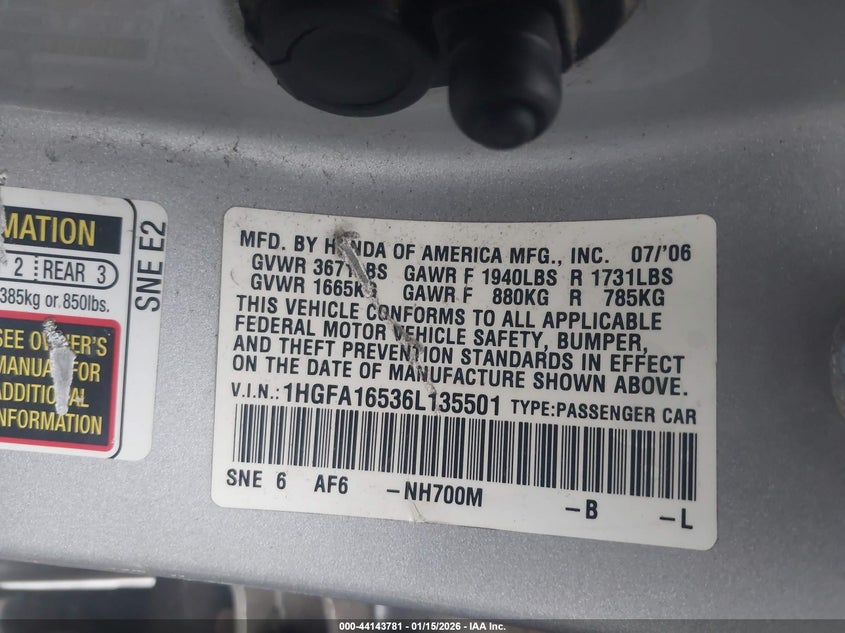 MATION
2 REAR 3
385kg or 850lbs.
SEE OWNER'S
MANUAL FOR
ADDITIONAL
INFORMATION
SNE E2
MFD. BY HONDA OF AMERICA MFG., INC. 07/'06
GVWR 3671LBS GAWR F 1940LBS R 1731LBS
GVWR 1665KG GAWR F 880KG R 785KG
THIS VEHICLE CONFORMS TO ALL APPLICABLE
FEDERAL MOTOR VEHICLE SAFETY, BUMPER,
AND THEFT PREVENTION STANDARDS IN EFFECT
ON THE DATE OF MANUFACTURE SHOWN ABOVE.
V.I.N.: 1HGFA16536L135501 TYPE:PASSENGER CAR
SNE 6 AF6 -NH700M -B -L
000-44143781 - 01/15/2026 - IAA Inc.